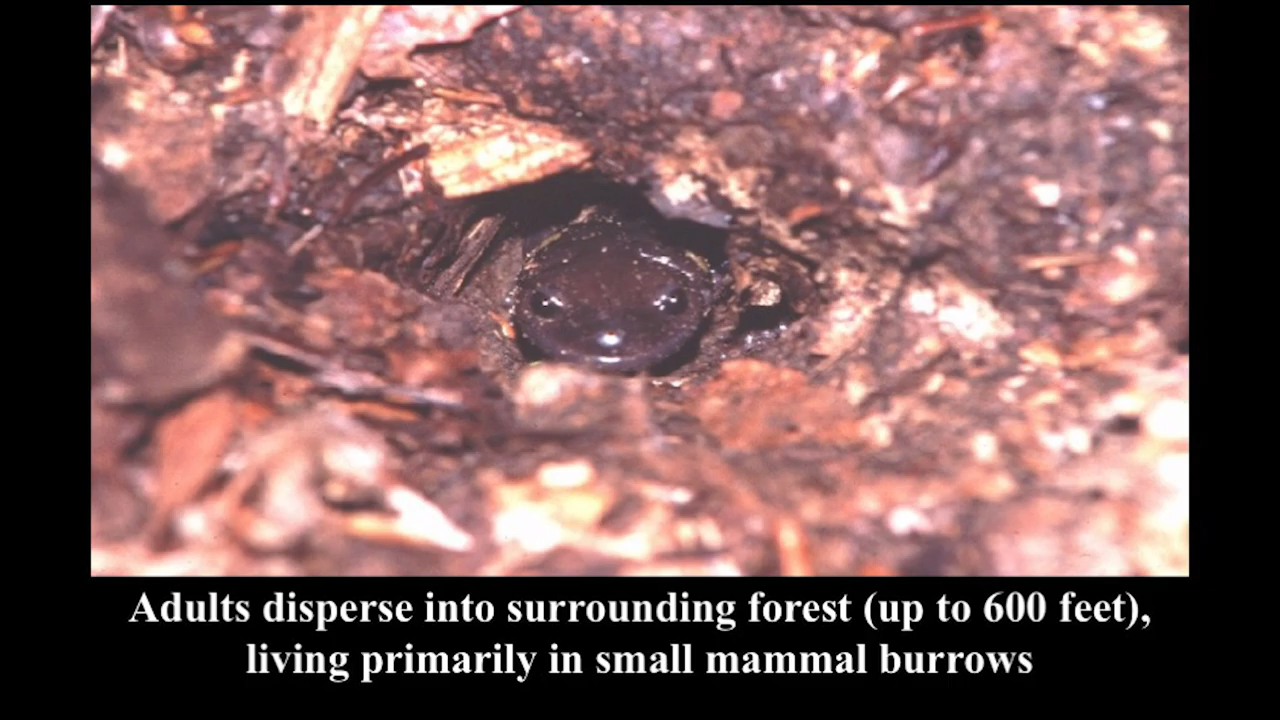 Adults disperse into surrounding forest (up to 600 feet),
living primarily in small mammal burrows